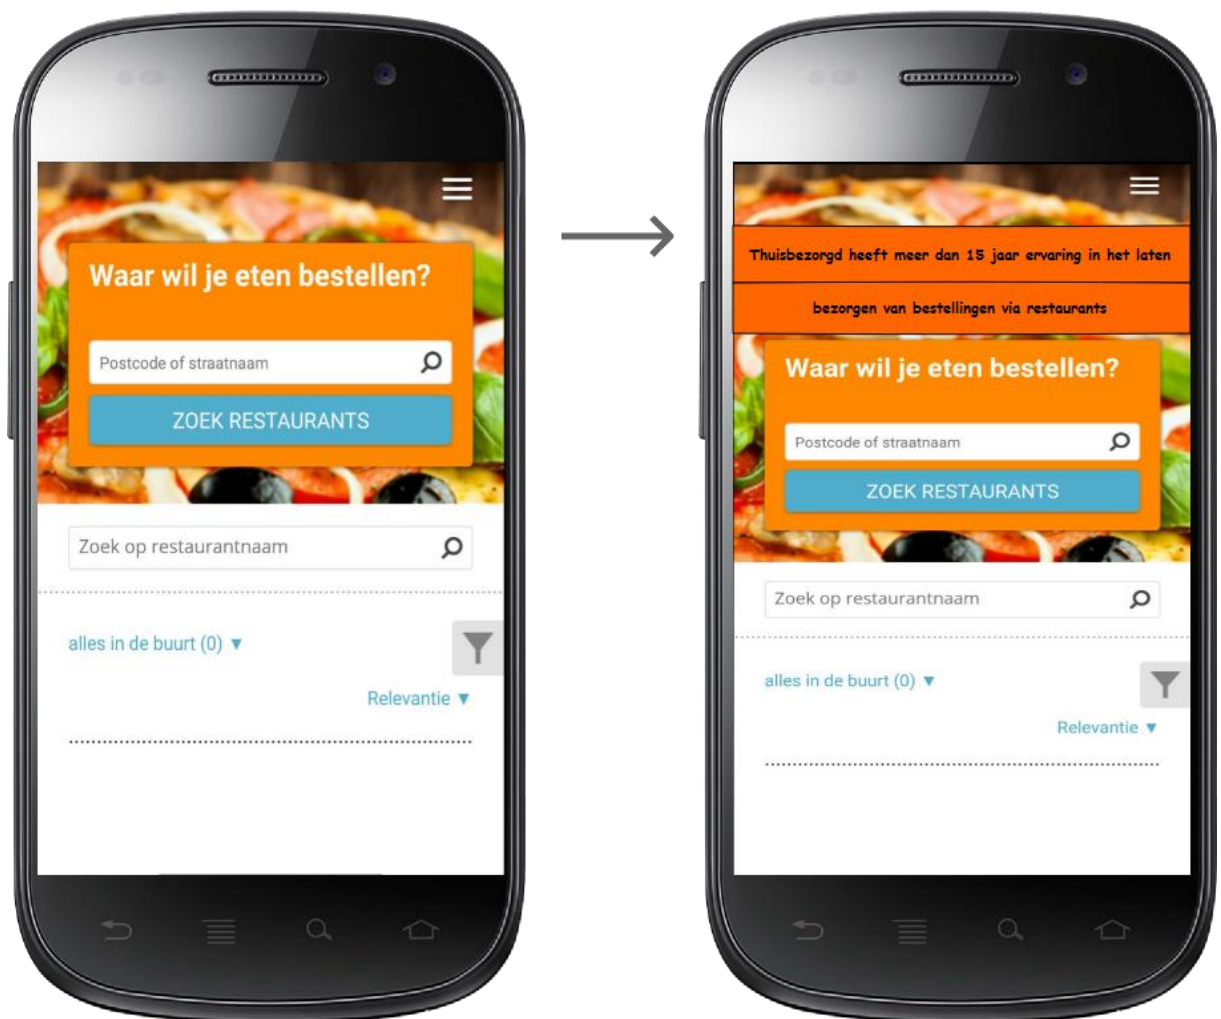 Waar wil je eten bestellen?
Postcode of straatnaam
ZOEK RESTAURANTS
Zoek op restaurantnaam
alles in de buurt (0) ▼
Relevantie ▼
Thuisbezorgd heeft meer dan 15 jaar ervaring in het laten
bezorgen van bestellingen via restaurants
Waar wil je eten bestellen?
Postcode of straatnaam
ZOEK RESTAURANTS
Zoek op restaurantnaam
alles in de buurt (0) ▼
Relevantie ▼